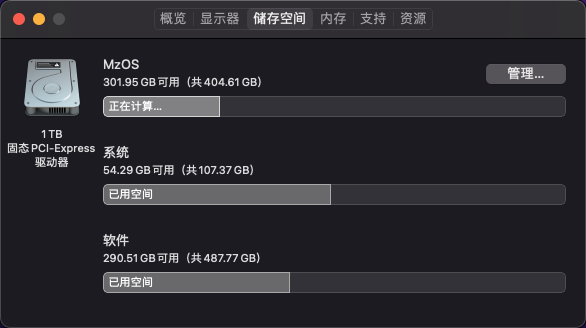 概览 显示器 储存空间 内存 支持 资源
1 TB
固态 PCI-Express
驱动器
MzOS
301.95 GB 可用（共 404.61 GB）
管理...
正在计算...
系统
54.29 GB 可用（共 107.37 GB）
已用空间
软件
290.51 GB 可用（共 487.77 GB）
已用空间